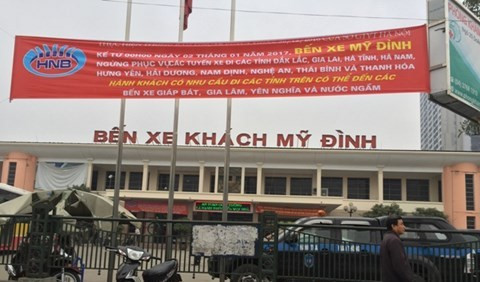 KỂ TỪ 00H00 NGÀY 02 THÁNG 01 NĂM 2017, BẾN XE MỸ ĐÌNH
NGỪNG PHỤC VỤ CÁC TUYẾN XE ĐI CÁC TỈNH ĐẮK LẮC, GIA LAI, HÀ TĨNH, HÀ NAM,
HƯNG YÊN, HẢI DƯƠNG, NAM ĐỊNH, NGHỆ AN, THÁI BÌNH VÀ THANH HÓA
HÀNH KHÁCH CÓ NHU CẦU ĐI CÁC TỈNH TRÊN CÓ THỂ ĐẾN CÁC
BẾN XE GIÁP BÁT, GIA LÂM, YÊN NGHĨA VÀ NƯỚC NGẦM
HNB
BẾN XE KHÁCH MỸ ĐÌNH